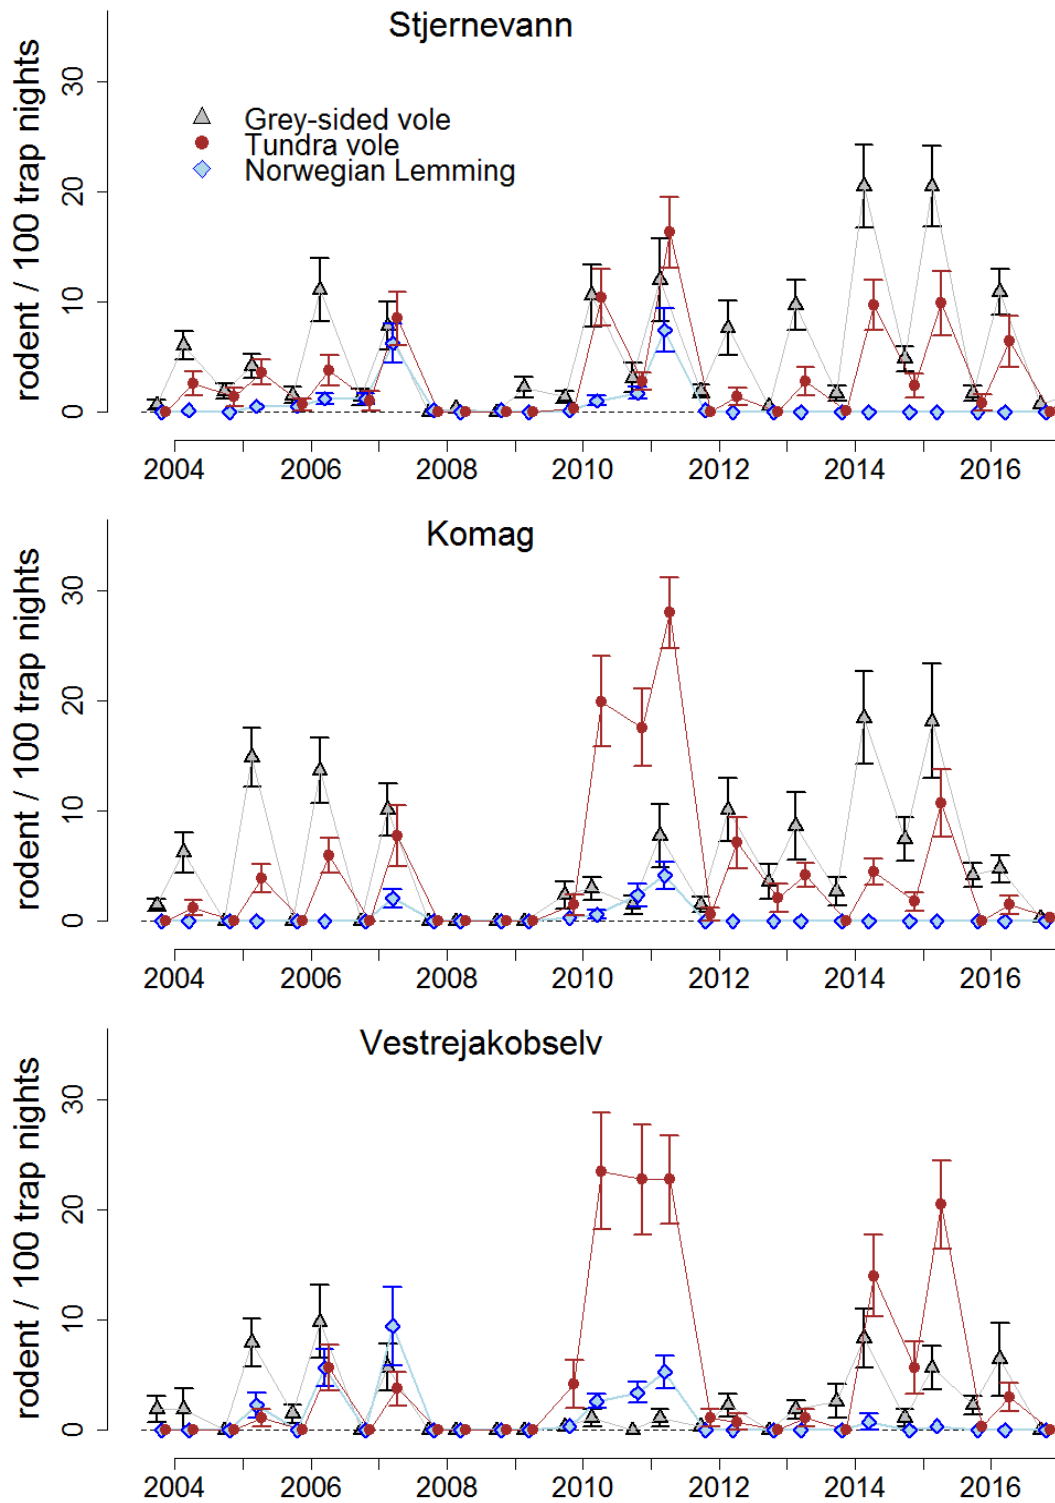 Stjernevann
rodent / 100 trap nights
30
20
10
0
Grey-sided vole
Tundra vole
Norwegian Lemming
2004 2006 2008 2010 2012 2014 2016
Komag
rodent / 100 trap nights
30
20
10
0
2004 2006 2008 2010 2012 2014 2016
Vestrejakobselv
rodent / 100 trap nights
30
20
10
0
2004 2006 2008 2010 2012 2014 2016